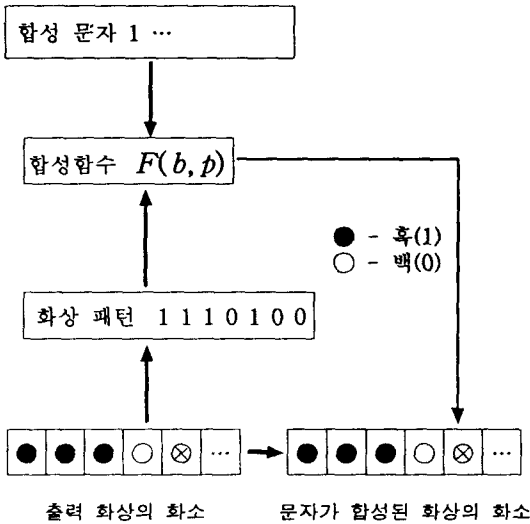 합성 문자 1 …
합성함수 F(b, p)
● - 흑(1)
○ - 백(0)
화상 패턴 1 1 1 0 1 0 0
…
…
출력 화상의 화소
문자가 합성된 화상의 화소